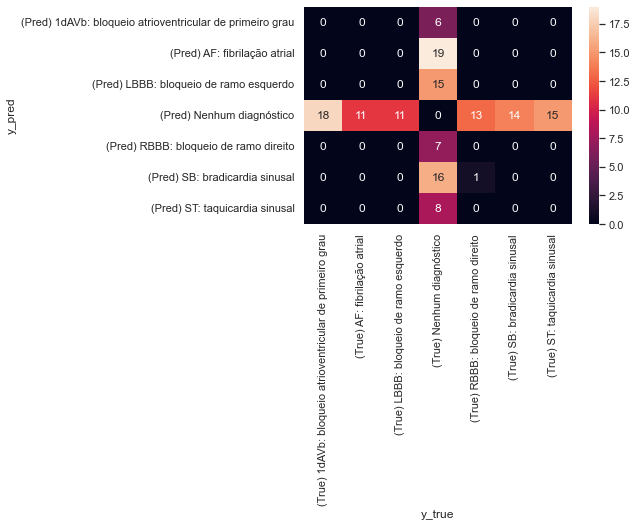 (Pred) 1dAVb: bloqueio atrioventricular de primeiro grau
(Pred) AF: fibrilação atrial
(Pred) LBBB: bloqueio de ramo esquerdo
(Pred) Nenhum diagnóstico
(Pred) RBBB: bloqueio de ramo direito
(Pred) SB: bradicardia sinusal
(Pred) ST: taquicardia sinusal
y_pred
0 0 0 6 0 0 0
0 0 0 19 0 0 0
0 0 0 15 0 0 0
18 11 11 0 13 14 15
0 0 0 7 0 0 0
0 0 0 16 1 0 0
0 0 0 8 0 0 0
(True) 1dAVb: bloqueio atrioventricular de primeiro grau
(True) AF: fibrilação atrial
(True) LBBB: bloqueio de ramo esquerdo
(True) Nenhum diagnóstico
(True) RBBB: bloqueio de ramo direito
(True) SB: bradicardia sinusal
(True) ST: taquicardia sinusal
y_true
17.5
15.0
12.5
10.0
7.5
5.0
2.5
0.0